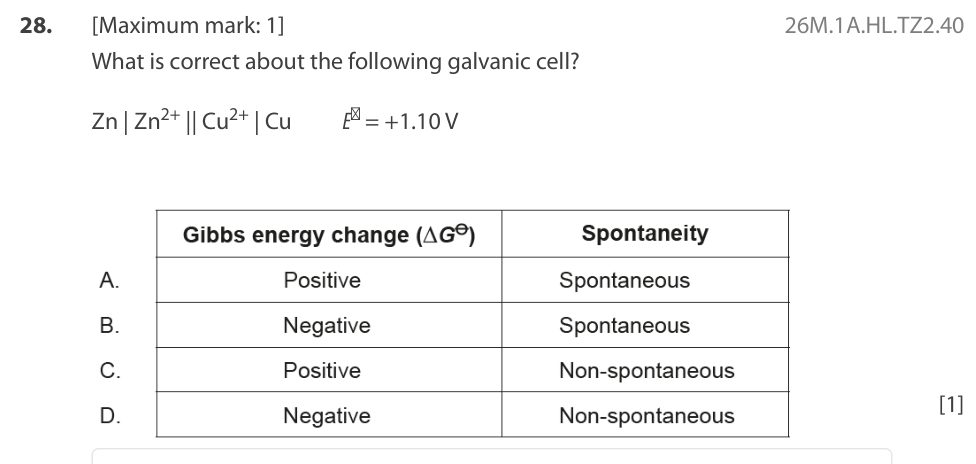 28. [Maximum mark: 1] 26M.1A.HL.TZ2.40
What is correct about the following galvanic cell?
Zn | Zn²⁺ || Cu²⁺ | Cu E☒ = +1.10 V
Gibbs energy change (ΔG⊖) Spontaneity
A. Positive Spontaneous
B. Negative Spontaneous
C. Positive Non-spontaneous
D. Negative Non-spontaneous
[1]